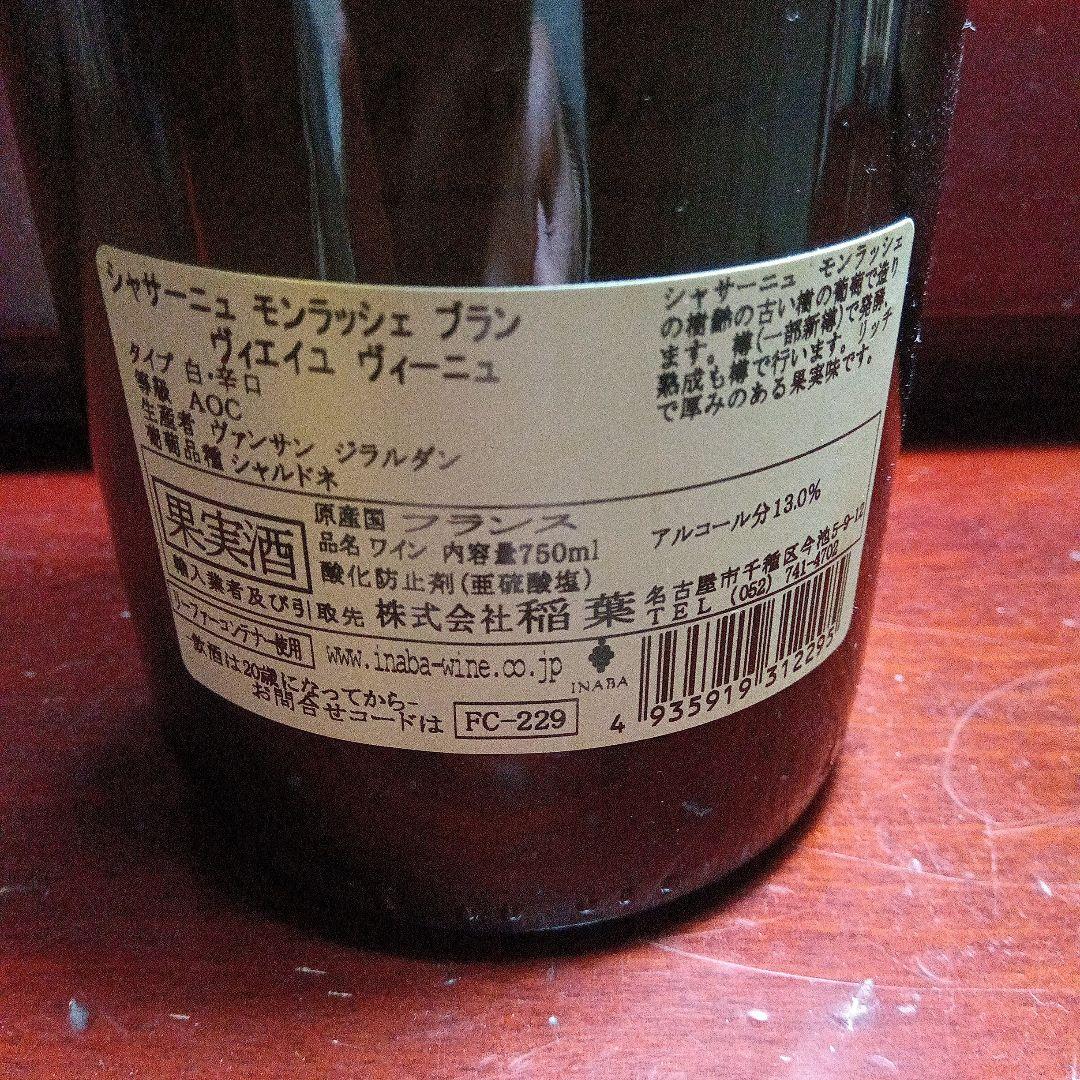 シャサーニュ モンラッシェ ブラン
ヴィエイユ ヴィーニュ
タイプ 白・辛口
等級 AOC
生産者 ヴァンサン ジラルダン
葡萄品種 シャルドネ
シャサーニュ モンラッシェ
の樹齢の古い樹の葡萄で造り
ます。樽(一部新樽)で発酵、
熟成も樽で行います。リッチ
で厚みのある果実味です。
果実酒
原産国 フランス
品名 ワイン 内容量750ml
アルコール分13.0%
酸化防止剤(亜硫酸塩)
輸入業者及び引取先 株式会社 稲葉
名古屋市千種区今池5-9-12
TEL (052) 741-4702
リーファーコンテナー使用
www.inaba-wine.co.jp
INABA
-飲酒は20歳になってから-
お問合せコードは FC-229
4 935919 312295